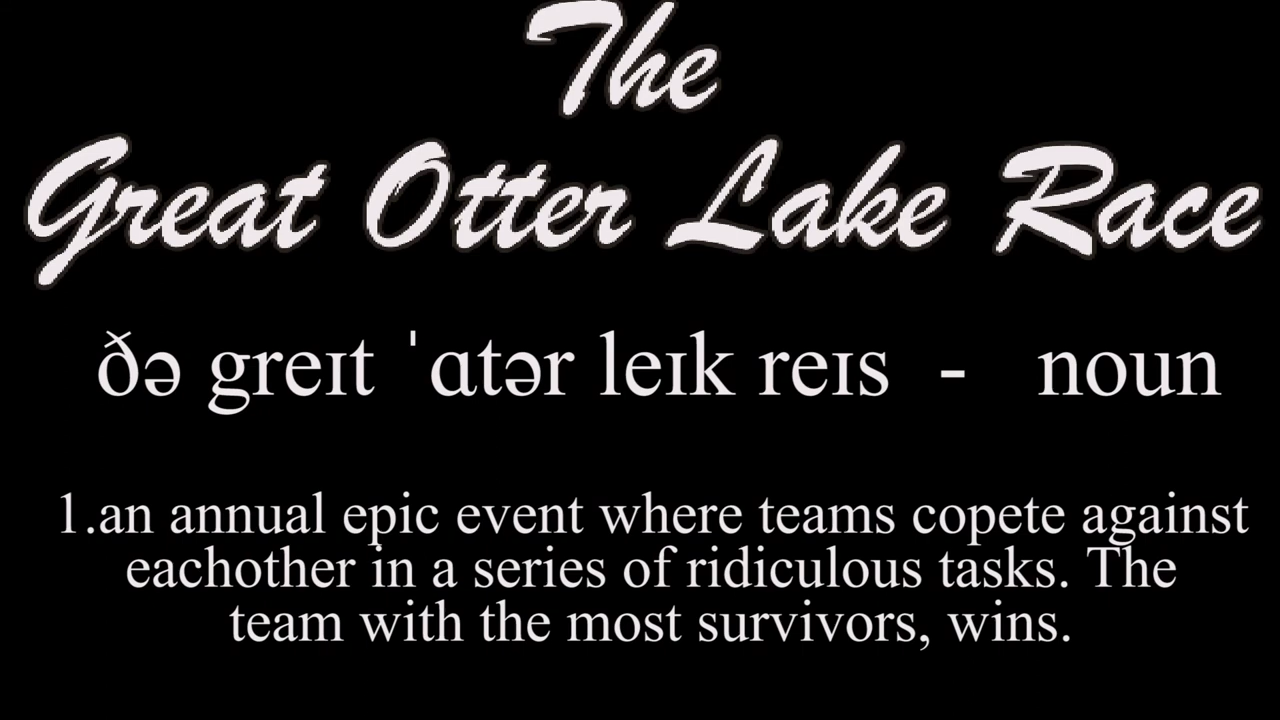 The
Great Otter Lake Race
ðə greɪt ˈɑtər leɪk reɪs - noun
1.an annual epic event where teams copete against
eachother in a series of ridiculous tasks. The
team with the most survivors, wins.